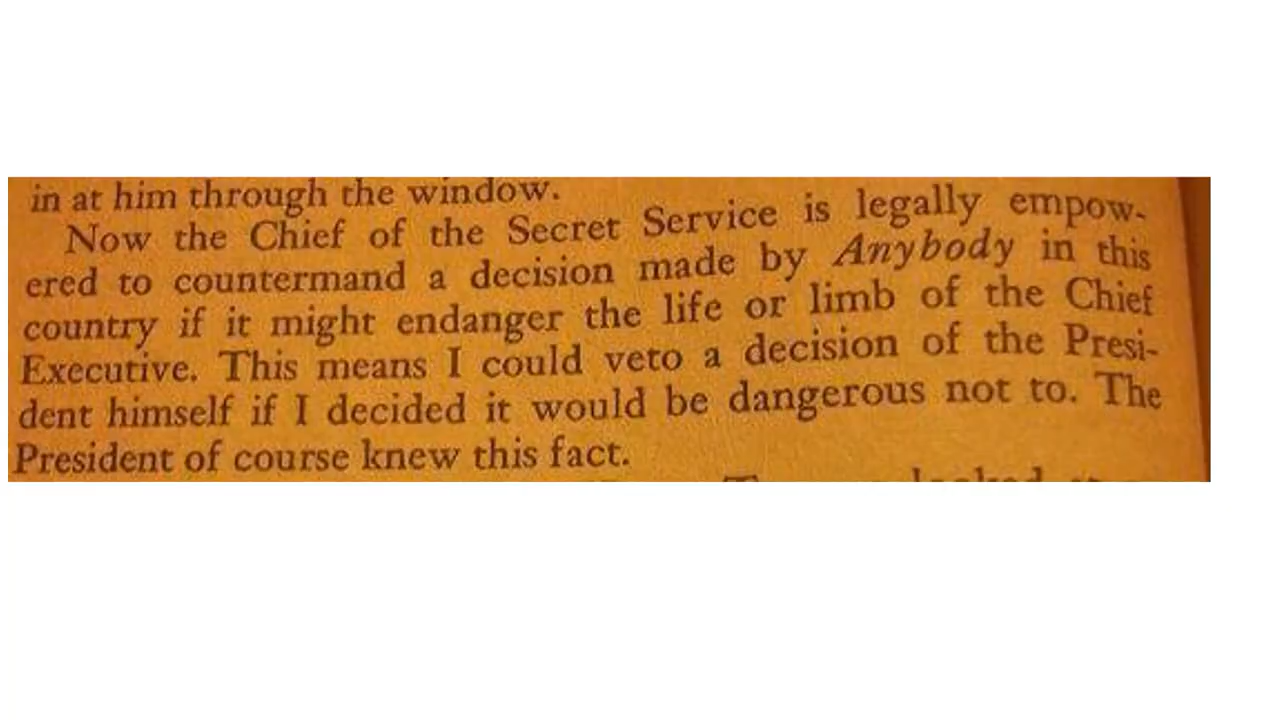 in at him through the window.
Now the Chief of the Secret Service is legally empow-
ered to countermand a decision made by Anybody in this
country if it might endanger the life or limb of the Chief
Executive. This means I could veto a decision of the Presi-
dent himself if I decided it would be dangerous not to. The
President of course knew this fact.
looked